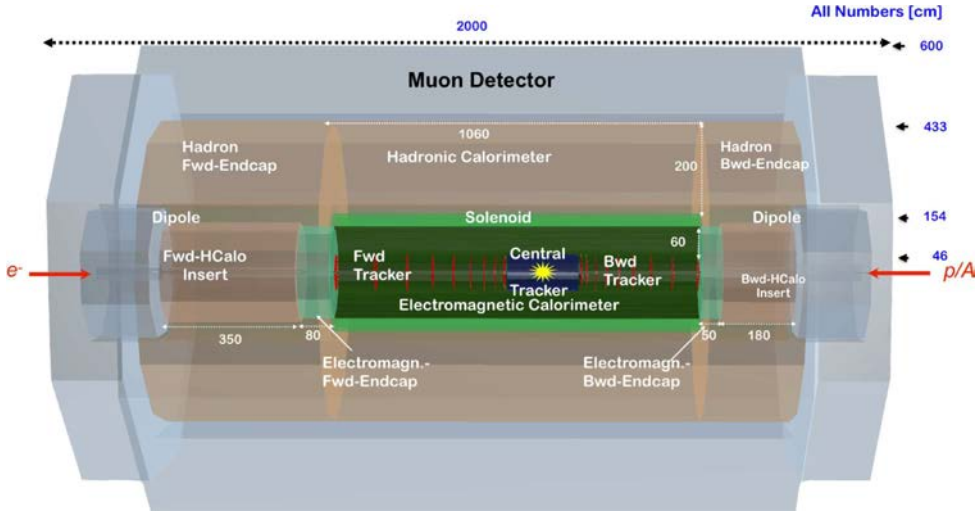 All Numbers [cm]
2000
600
Muon Detector
433
1060
Hadron
Fwd-Endcap
Hadronic Calorimeter
Hadron
Bwd-Endcap
200
Dipole
Solenoid
Dipole
154
60
46
e-
Fwd-HCalo
Insert
Fwd
Tracker
Central
Tracker
Bwd
Tracker
Bwd-HCalo
Insert
p/A
Electromagnetic Calorimeter
350
80
50
180
Electromagn.-
Fwd-Endcap
Electromagn.-
Bwd-Endcap